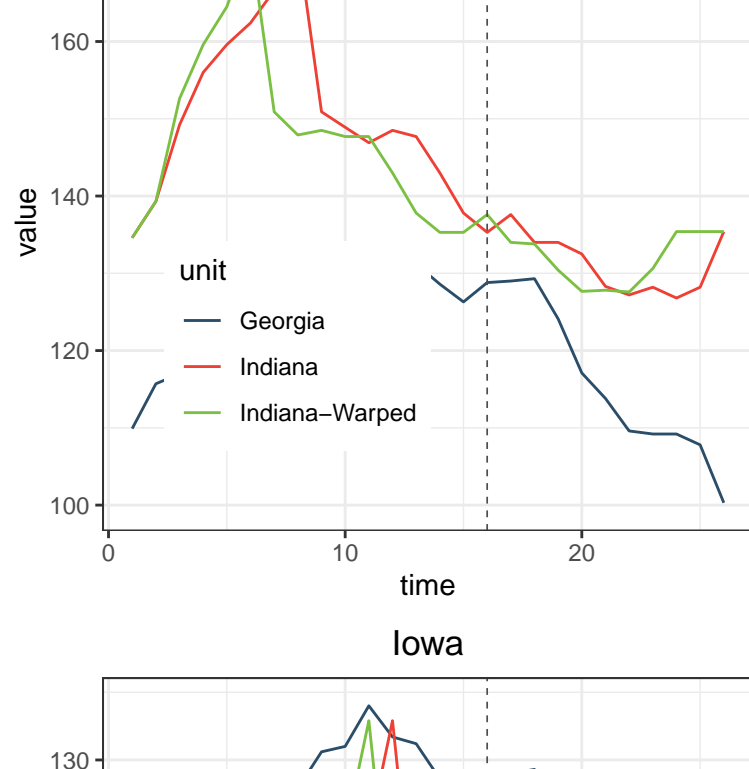 160
140
120
100
value
unit
Georgia
Indiana
Indiana−Warped
0 10 20
time
Iowa
130